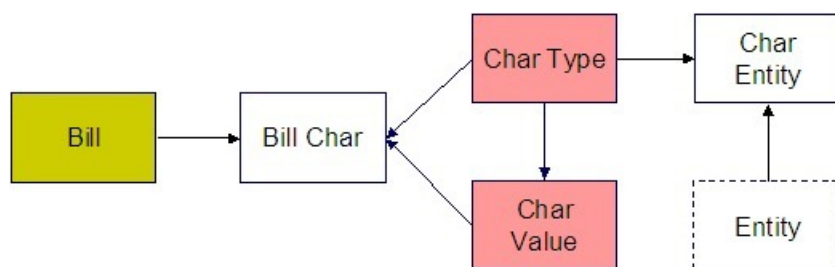 Char Type
Char
Entity
Bill
Bill Char
Char
Value
Entity